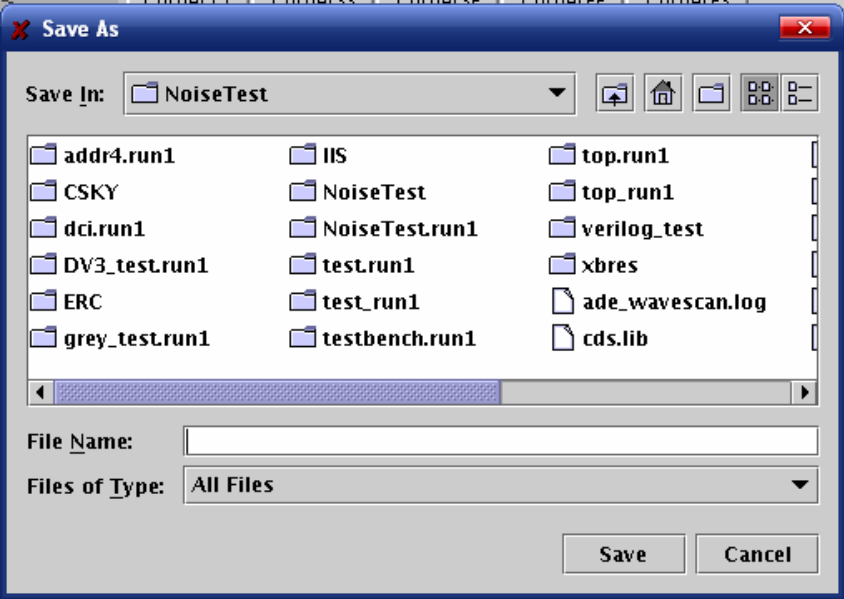 Save As
Save In: NoiseTest
addr4.run1 IIS top.run1
CSKY NoiseTest top_run1
dci.run1 NoiseTest.run1 verilog_test
DV3_test.run1 test.run1 xbres
ERC test_run1 ade_wavescan.log
grey_test.run1 testbench.run1 cds.lib
File Name:
Files of Type: All Files
Save Cancel